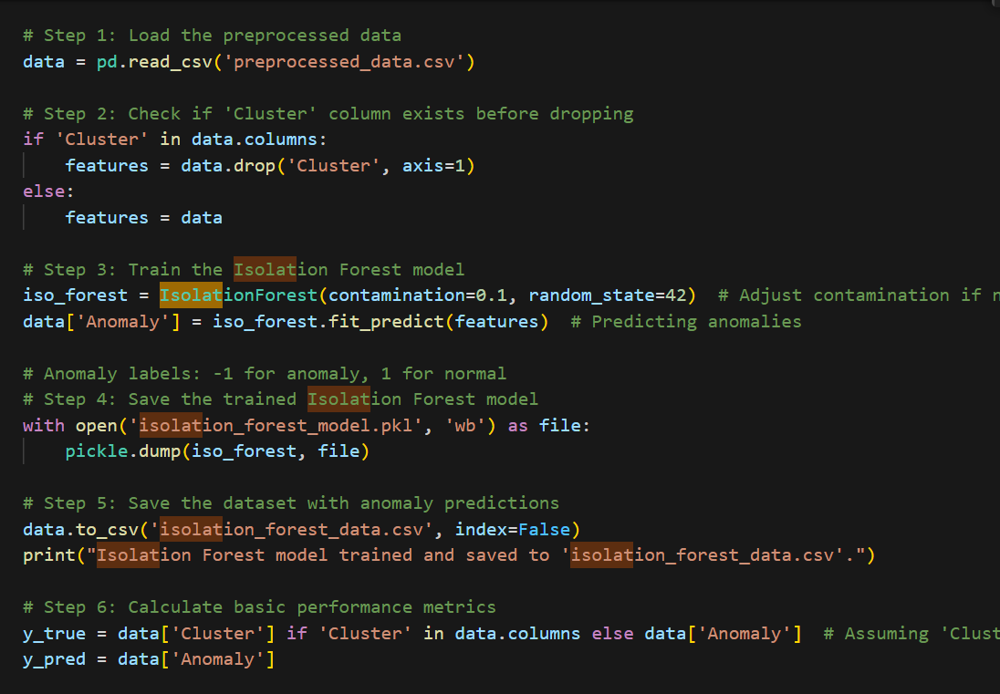 # Step 1: Load the preprocessed data
data = pd.read_csv('preprocessed_data.csv')
# Step 2: Check if 'Cluster' column exists before dropping
if 'Cluster' in data.columns:
    features = data.drop('Cluster', axis=1)
else:
    features = data
# Step 3: Train the Isolation Forest model
iso_forest = IsolationForest(contamination=0.1, random_state=42)  # Adjust contamination if
data['Anomaly'] = iso_forest.fit_predict(features)  # Predicting anomalies
# Anomaly labels: -1 for anomaly, 1 for normal
# Step 4: Save the trained Isolation Forest model
with open('isolation_forest_model.pkl', 'wb') as file:
    pickle.dump(iso_forest, file)
# Step 5: Save the dataset with anomaly predictions
data.to_csv('isolation_forest_data.csv', index=False)
print("Isolation Forest model trained and saved to 'isolation_forest_data.csv'.")
# Step 6: Calculate basic performance metrics
y_true = data['Cluster'] if 'Cluster' in data.columns else data['Anomaly']  # Assuming 'Clust
y_pred = data['Anomaly']